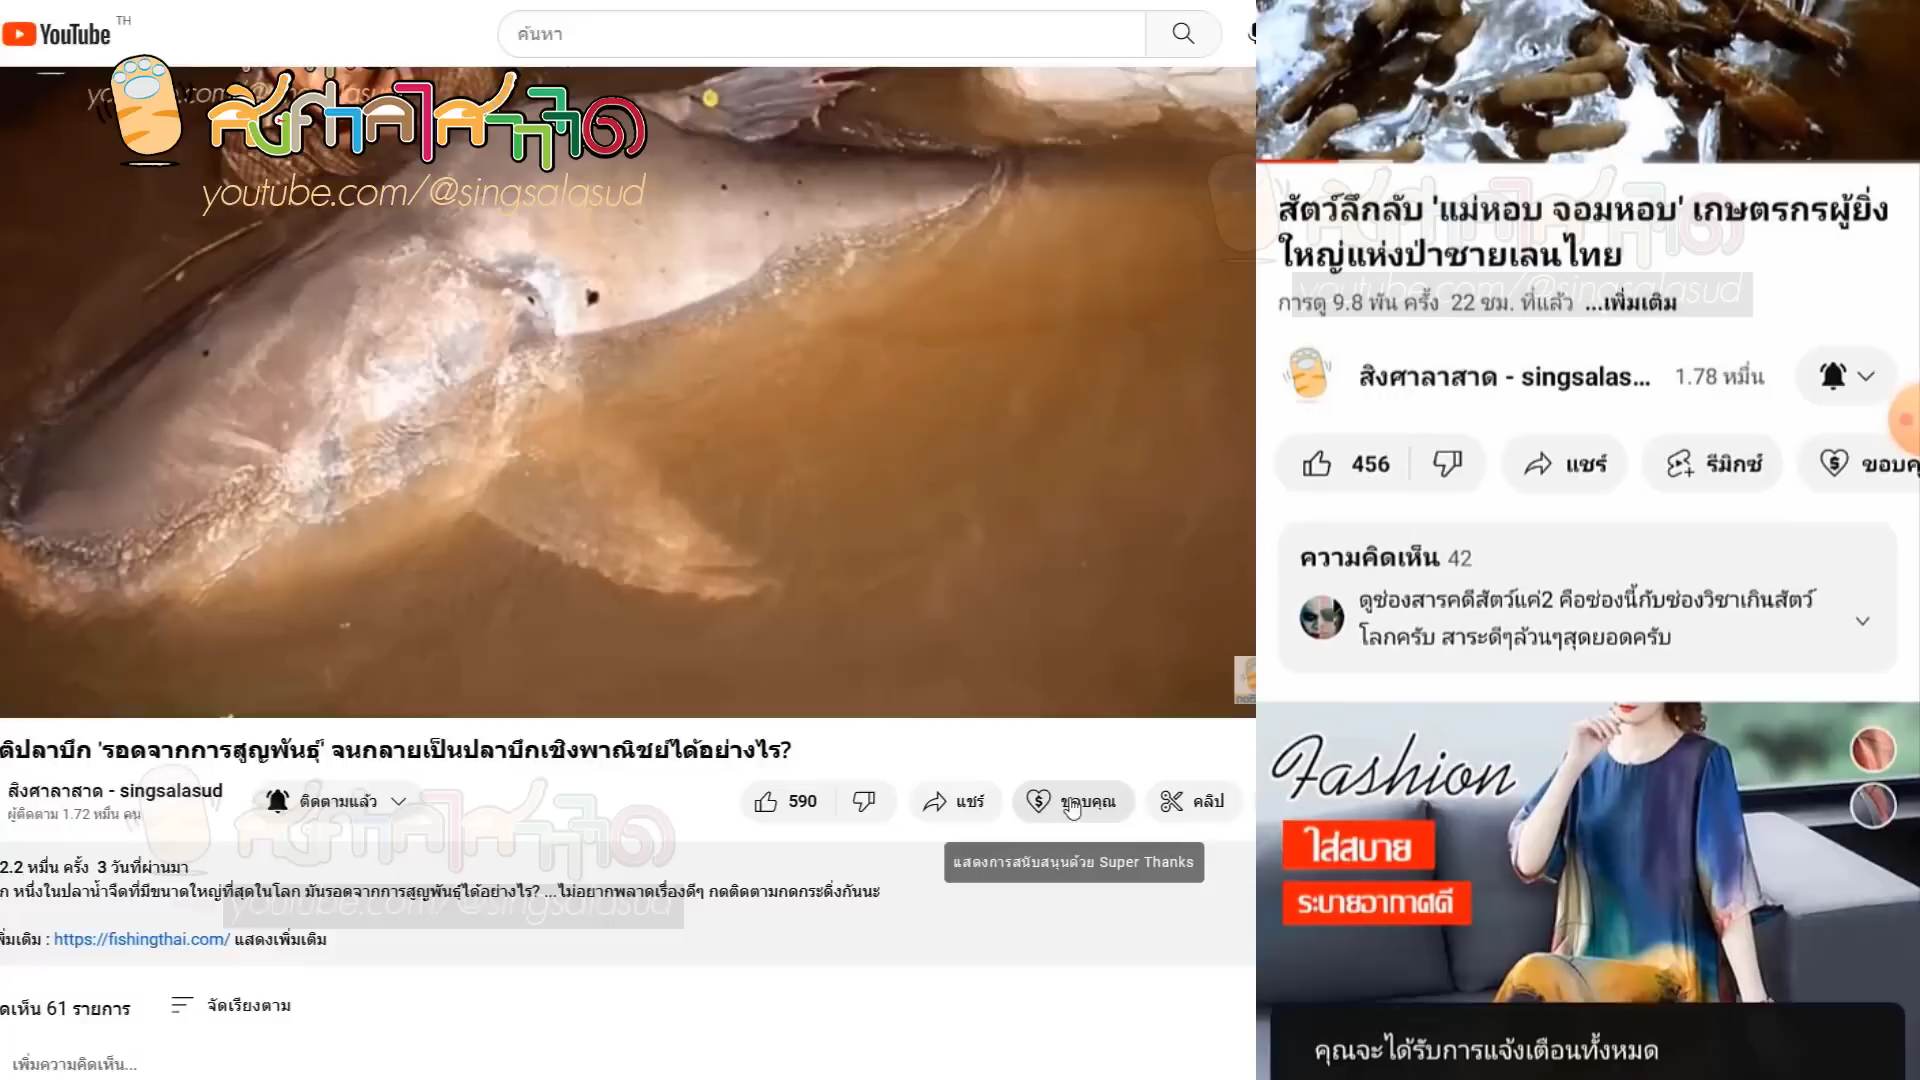 YouTube TH
ค้นหา
สิงศาลาสาด
youtube.com/@singsalasud
ติปลาบึก 'รอดจากการสูญพันธุ์' จนกลายเป็นปลาบึกเชิงพาณิชย์ได้อย่างไร?
สิงศาลาสาด - singsalasud
ผู้ติดตาม 1.72 หมื่น คน
ติดตามแล้ว
590
แชร์
ขอบคุณ
คลิป
แสดงการสนับสนุนด้วย Super Thanks
2.2 หมื่น ครั้ง 3 วันที่ผ่านมา
ก หนึ่งในปลาน้ำจืดที่มีขนาดใหญ่ที่สุดในโลก มันรอดจากการสูญพันธุ์ได้อย่างไร? ...ไม่อยากพลาดเรื่องดีๆ กดติดตามกดกระดิ่งกันนะ
youtube.com/@singsalasud
พิ่มเติม : https://fishingthai.com/ แสดงเพิ่มเติม
ดเห็น 61 รายการ
จัดเรียงตาม
เพิ่มความคิดเห็น...
สัตว์ลึกลับ 'แม่หอบ จอมหอบ' เกษตรกรผู้ยิ่ง
ใหญ่แห่งป่าชายเลนไทย
การดู 9.8 พัน ครั้ง 22 ชม. ที่แล้ว ...เพิ่มเติม
youtube.com/@singsalasud
สิงศาลาสาด - singsalas... 1.78 หมื่น
456
แชร์
รีมิกซ์
ขอบคุ
ความคิดเห็น 42
ดูช่องสารคดีสัตว์แค่2 คือช่องนี้กับช่องวิชาเกินสัตว์
โลกครับ สาระดีๆล้วนๆสุดยอดครับ
Fashion
ใส่สบาย
ระบายอากาศดี
คุณจะได้รับการแจ้งเตือนทั้งหมด